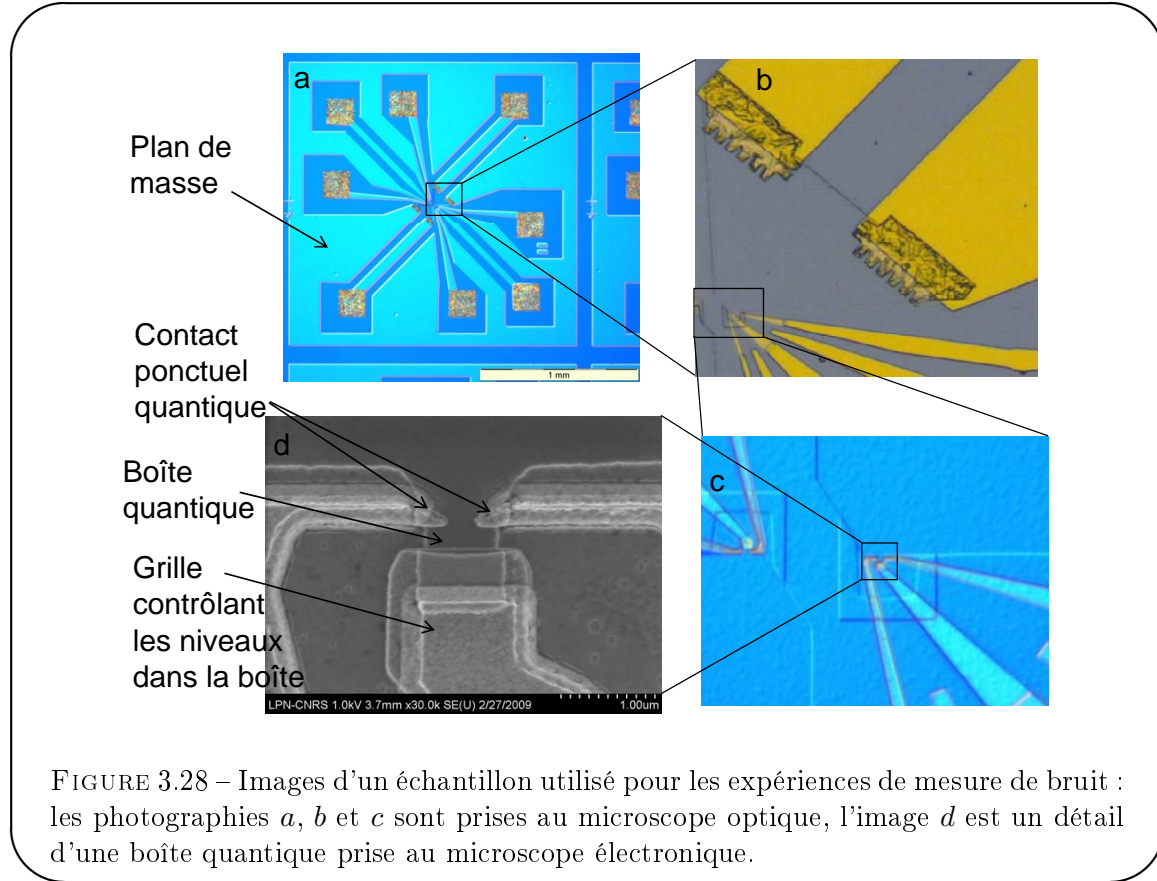 a
b
Plan de
masse
1 mm
Contact
ponctuel
quantique
d
c
Boîte
quantique
Grille
contrôlant
les niveaux
dans la boîte
LPN-CNRS 1.0kV 3.7mm x30.0k SE(U) 2/27/2009 1.00um
FIGURE 3.28 – Images d'un échantillon utilisé pour les expériences de mesure de bruit :
les photographies a, b et c sont prises au microscope optique, l'image d est un détail
d'une boîte quantique prise au microscope électronique.